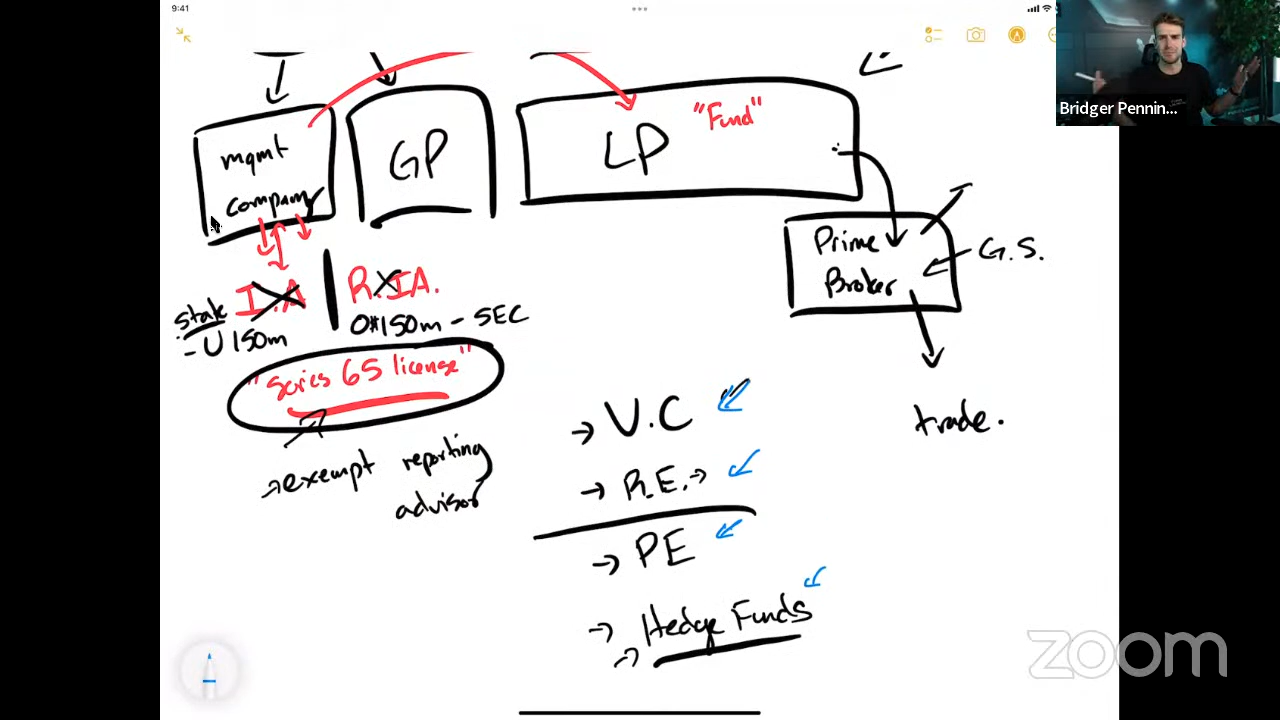 9:41
Bridger Pennin...
mgmt
company
GP
LP
"Fund"
Prime
Broker
G.S.
I.A
R.IA.
state
-U 150m
O*150m - SEC
"Series 65 license"
→ exempt reporting
advisor
→ V.C
→ R.E. →
→ PE
→ Hedge Funds
→
trade.
zoom